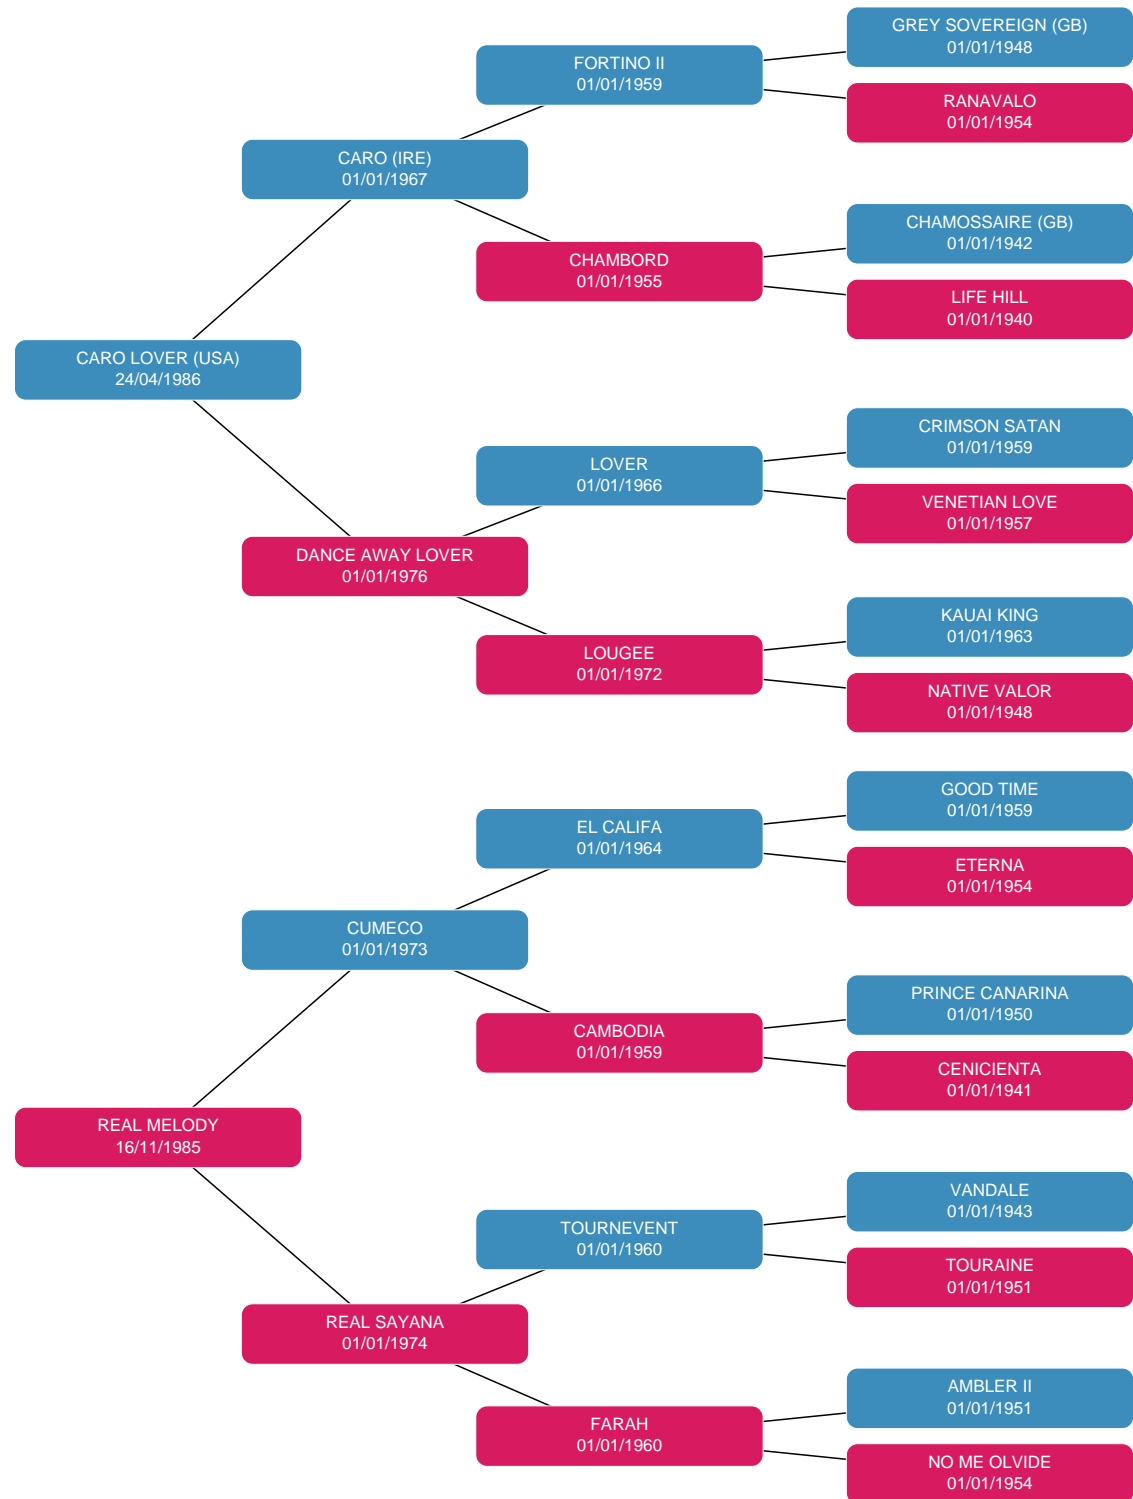 GREY SOVEREIGN (GB)
01/01/1948
FORTINO II
01/01/1959
RANAVALO
01/01/1954
CARO (IRE)
01/01/1967
CHAMOSSAIRE (GB)
01/01/1942
CHAMBORD
01/01/1955
LIFE HILL
01/01/1940
CARO LOVER (USA)
24/04/1986
CRIMSON SATAN
01/01/1959
LOVER
01/01/1966
VENETIAN LOVE
01/01/1957
DANCE AWAY LOVER
01/01/1976
KAUAI KING
01/01/1963
LOUGEE
01/01/1972
NATIVE VALOR
01/01/1948
GOOD TIME
01/01/1959
EL CALIFA
01/01/1964
ETERNA
01/01/1954
CUMECO
01/01/1973
PRINCE CANARINA
01/01/1950
CAMBODIA
01/01/1959
CENICIENTA
01/01/1941
REAL MELODY
16/11/1985
VANDALE
01/01/1943
TOURNEVENT
01/01/1960
TOURAINE
01/01/1951
REAL SAYANA
01/01/1974
AMBLER II
01/01/1951
FARAH
01/01/1960
NO ME OLVIDE
01/01/1954